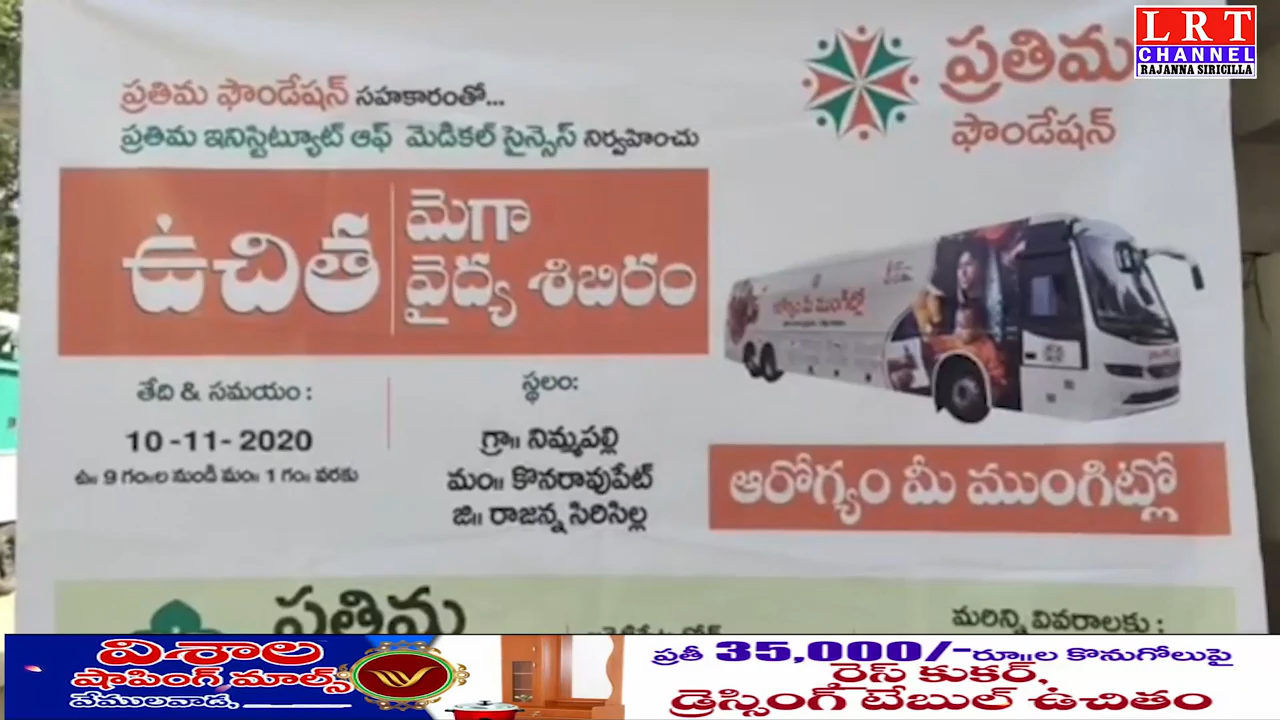 LRT
CHANNEL
RAJANNA SIRICILLA
ప్రతిమ
ఫౌండేషన్
ప్రతిమ ఫౌండేషన్ సహకారంతో...
ప్రతిమ ఇనిస్టిట్యూట్ ఆఫ్ మెడికల్ సైన్సెస్ నిర్వహించు
ఉచిత
మెగా
వైద్య శిబిరం
తేది & సమయం :
10-11-2020
ఉ॥ 9 గం॥ల నుండి మం॥ 1 గం॥ వరకు
స్థలం:
గ్రా॥ నిమ్మపల్లి
మం॥ కొనరావుపేట్
జి॥ రాజన్న సిరిసిల్ల
ఆరోగ్యం మీ ముంగిట్లో
ప్రతిమ
మరిన్ని వివరాలకు :
విశాల
షాపింగ్ మాల్స్
వేములవాడ,
ప్రతీ 35,000/-రూ॥ల కొనుగోలుపై
రైస్ కుకర్,
డ్రెస్సింగ్ టేబుల్ ఉచితం